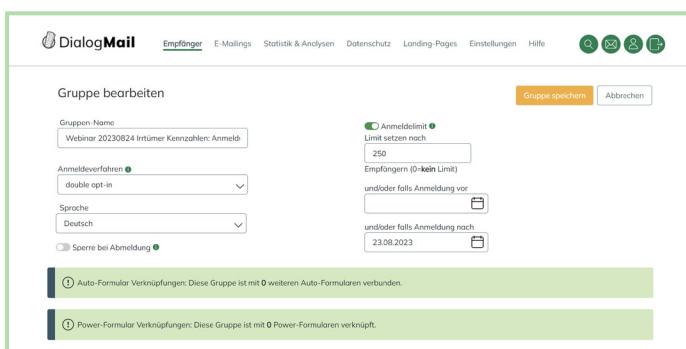 DialogMail
Empfänger E-Mailings Statistik & Analysen Datenschutz Landing-Pages Einstellungen Hilfe
Gruppe bearbeiten
Gruppe speichern Abbrechen
Gruppen-Name
Webinar 20230824 Irrtümer Kennzahlen: Anmeld
Anmeldeverfahren
double opt-in
Sprache
Deutsch
Sperre bei Abmeldung
Anmeldelimit
Limit setzen nach
250
Empfängern (0=kein Limit)
und/oder falls Anmeldung vor
und/oder falls Anmeldung nach
23.08.2023
Auto-Formular Verknüpfungen: Diese Gruppe ist mit 0 weiteren Auto-Formularen verbunden.
Power-Formular Verknüpfungen: Diese Gruppe ist mit 0 Power-Formularen verknüpft.